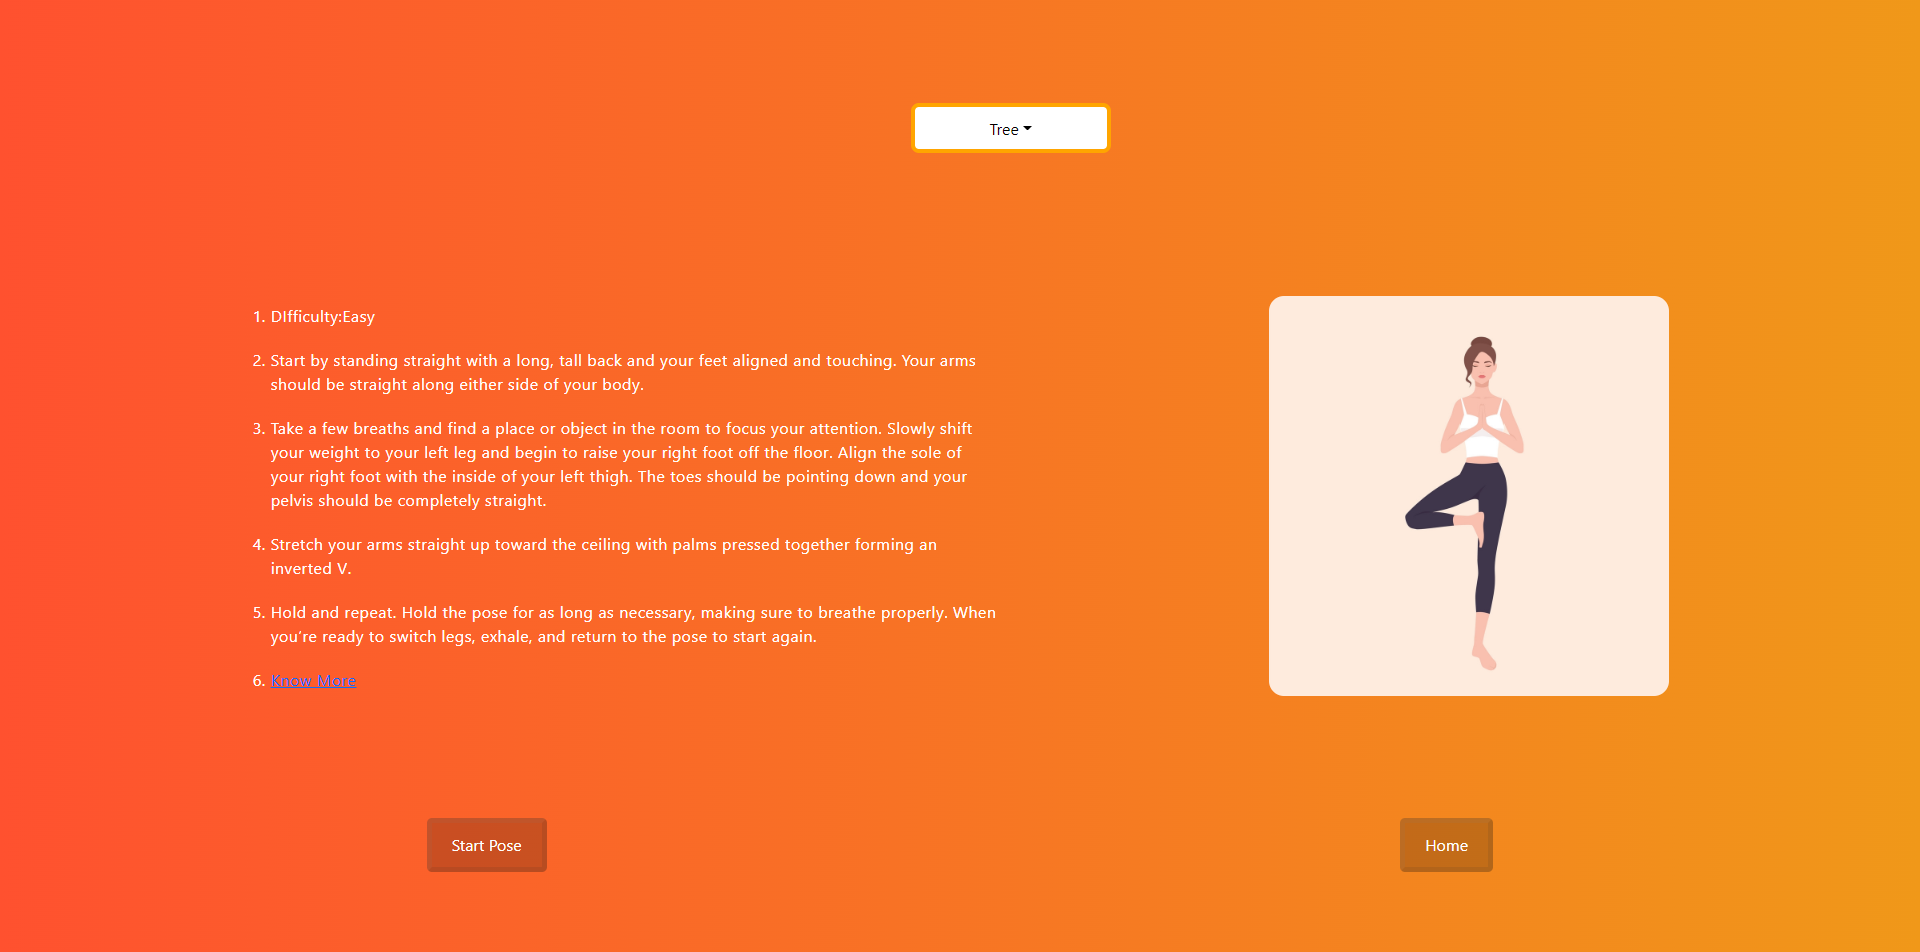 Tree
1. DIfficulty:Easy
2. Start by standing straight with a long, tall back and your feet aligned and touching. Your arms
should be straight along either side of your body.
3. Take a few breaths and find a place or object in the room to focus your attention. Slowly shift
your weight to your left leg and begin to raise your right foot off the floor. Align the sole of
your right foot with the inside of your left thigh. The toes should be pointing down and your
pelvis should be completely straight.
4. Stretch your arms straight up toward the ceiling with palms pressed together forming an
inverted V.
5. Hold and repeat. Hold the pose for as long as necessary, making sure to breathe properly. When
you’re ready to switch legs, exhale, and return to the pose to start again.
6. Know More
Start Pose
Home